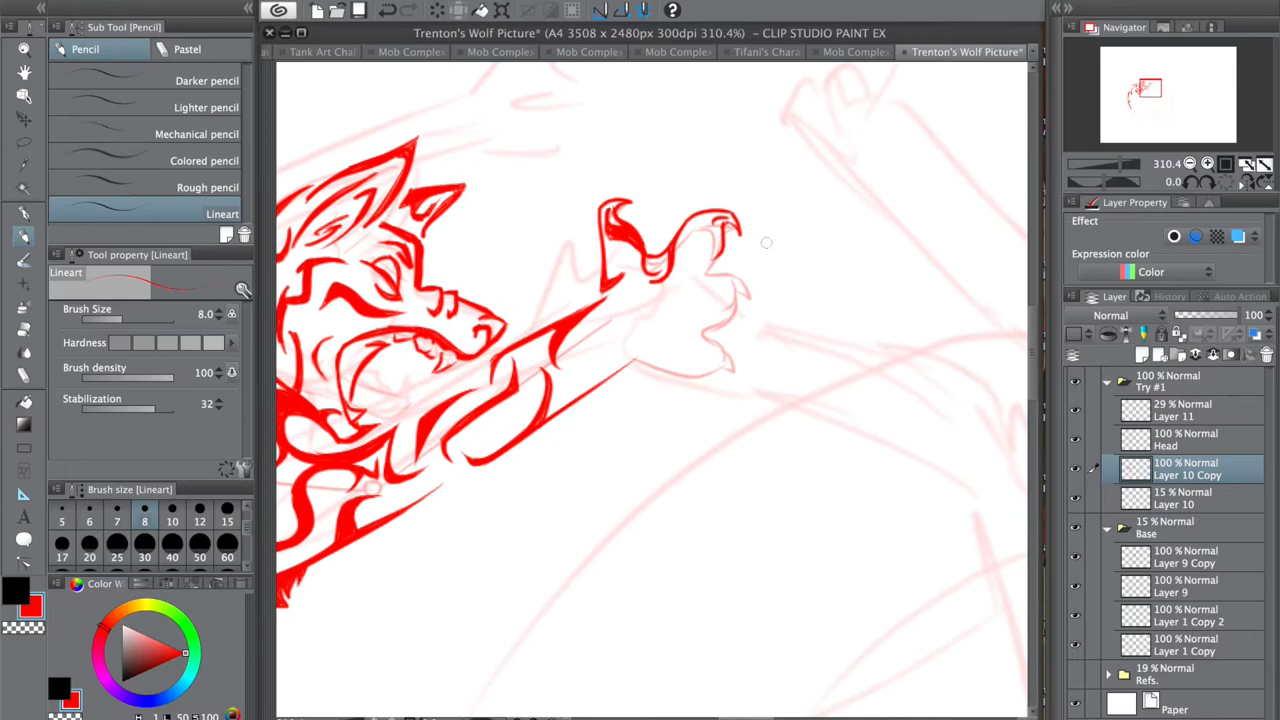 Sub Tool [Pencil]
Pencil
Pastel
Darker pencil
Lighter pencil
Mechanical pencil
Colored pencil
Rough pencil
Lineart
Tool property [Lineart]
Lineart
Brush Size 8.0
Hardness
Brush density 100
Stabilization 32
Brush size [Lineart]
5 6 7 8 10 12 15
17 20 25 30 40 50 60
Color W
H 1 L 50 S 100
Trenton's Wolf Picture* (A4 3508 x 2480px 300dpi 310.4%) – CLIP STUDIO PAINT EX
Tank Art Cha
Mob Comple
Mob Comple
Mob Comple
Mob Comple
Tifani's Chara
Mob Comple
Trenton's Wolf Picture*
Navigator
310.4
0.0
Layer Property
Effect
Expression color
Color
Layer
History
Auto Action
Normal 100
100 % Normal
Try #1
29 % Normal
Layer 11
100 % Normal
Head
100 % Normal
Layer 10 Copy
15 % Normal
Layer 10
15 % Normal
Base
100 % Normal
Layer 9 Copy
100 % Normal
Layer 9
100 % Normal
Layer 1 Copy 2
100 % Normal
Layer 1 Copy
19 % Normal
Refs.
Paper